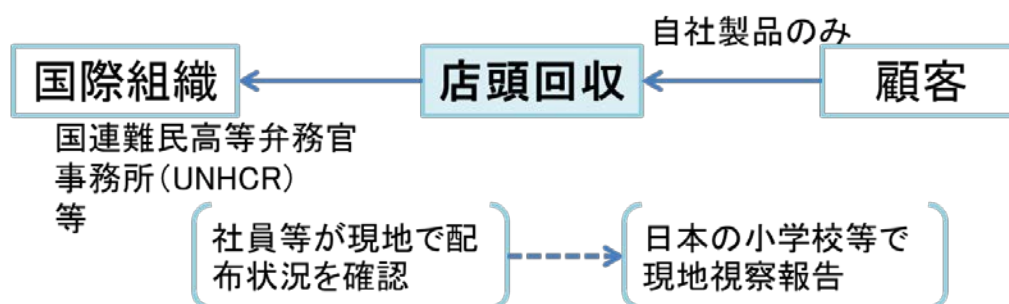 自社製品のみ
国際組織
店頭回収
顧客
国連難民高等弁務官
事務所(UNHCR)
等
社員等が現地で配
布状況を確認
日本の小学校等で
現地視察報告